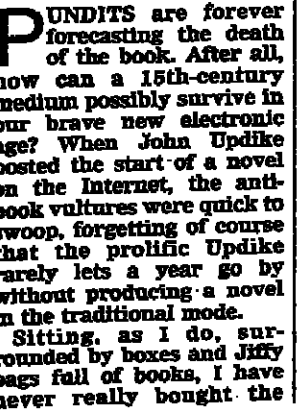 PUNDITS are forever
forecasting the death
of the book. After all,
how can a 15th-century
medium possibly survive in
our brave new electronic
age? When John Updike
posted the start of a novel
on the Internet, the anti-
book vultures were quick to
swoop, forgetting of course
that the prolific Updike
rarely lets a year go by
without producing a novel
in the traditional mode.
Sitting, as I do, sur-
rounded by boxes and Jiffy
bags full of books, I have
never really bought the